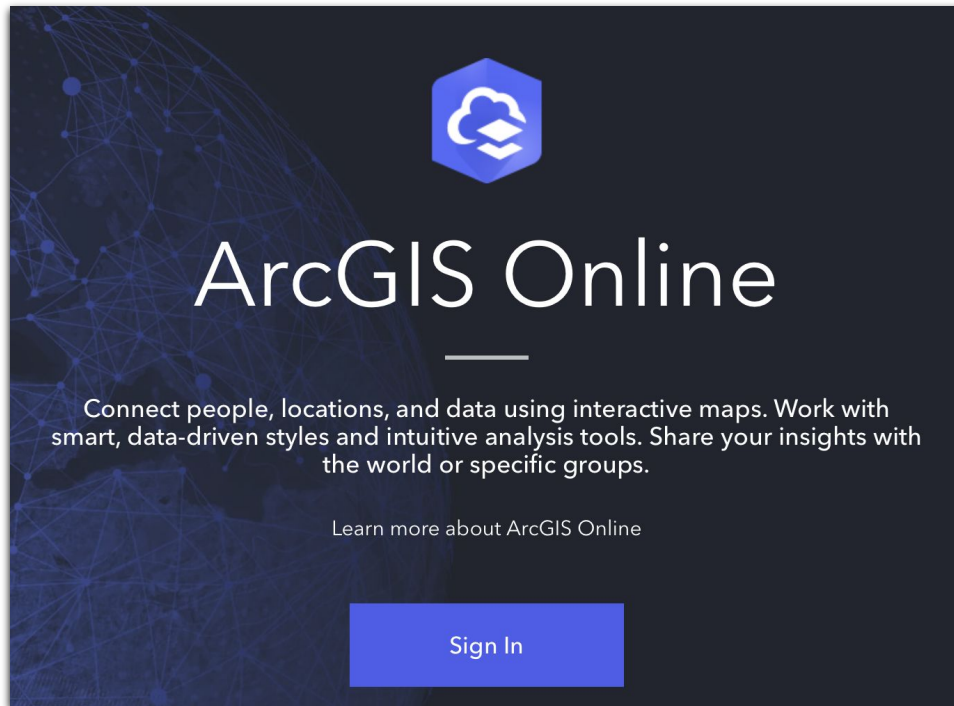 ArcGIS Online
Connect people, locations, and data using interactive maps. Work with
smart, data-driven styles and intuitive analysis tools. Share your insights with
the world or specific groups.
Learn more about ArcGIS Online
Sign In